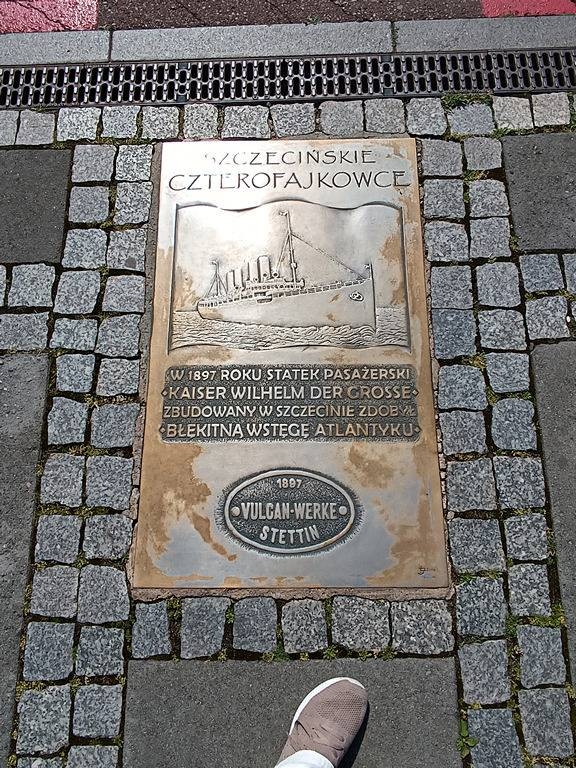 SZCZECIŃSKIE
CZTEROFAJKOWCE
W 1897 ROKU STATEK PASAŻERSKI
•KAISER WILHELM DER GROSSE•
ZBUDOWANY W SZCZECINIE ZDOBYŁ
•BŁĘKITNĄ WSTĘGĘ ATLANTYKU•
1897
•VULCAN-WERKE•
STETTIN